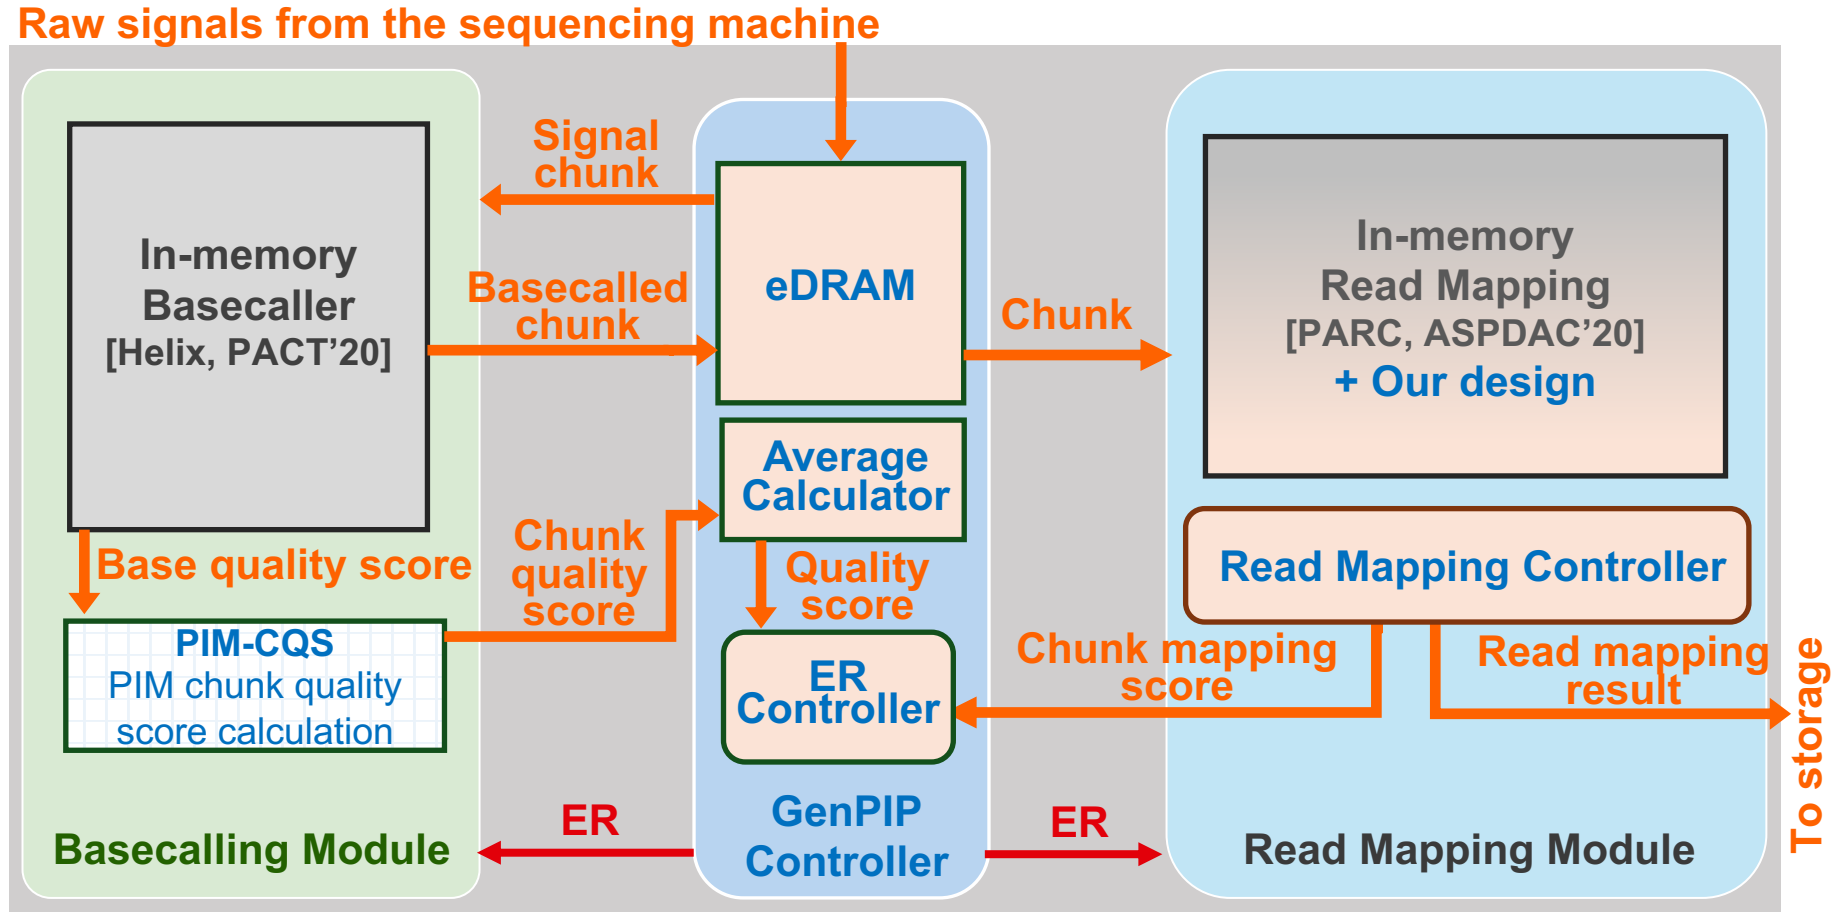 Raw signals from the sequencing machine
In-memory
Basecaller
[Helix, PACT’20]
Base quality score
PIM-CQS
PIM chunk quality
score calculation
Basecalling Module
Signal
chunk
Basecalled
chunk
Chunk
quality
score
ER
eDRAM
Average
Calculator
Quality
score
ER
Controller
GenPIP
Controller
Chunk
Chunk mapping
score
ER
In-memory
Read Mapping
[PARC, ASPDAC’20]
+ Our design
Read Mapping Controller
Read mapping
result
Read Mapping Module
To storage